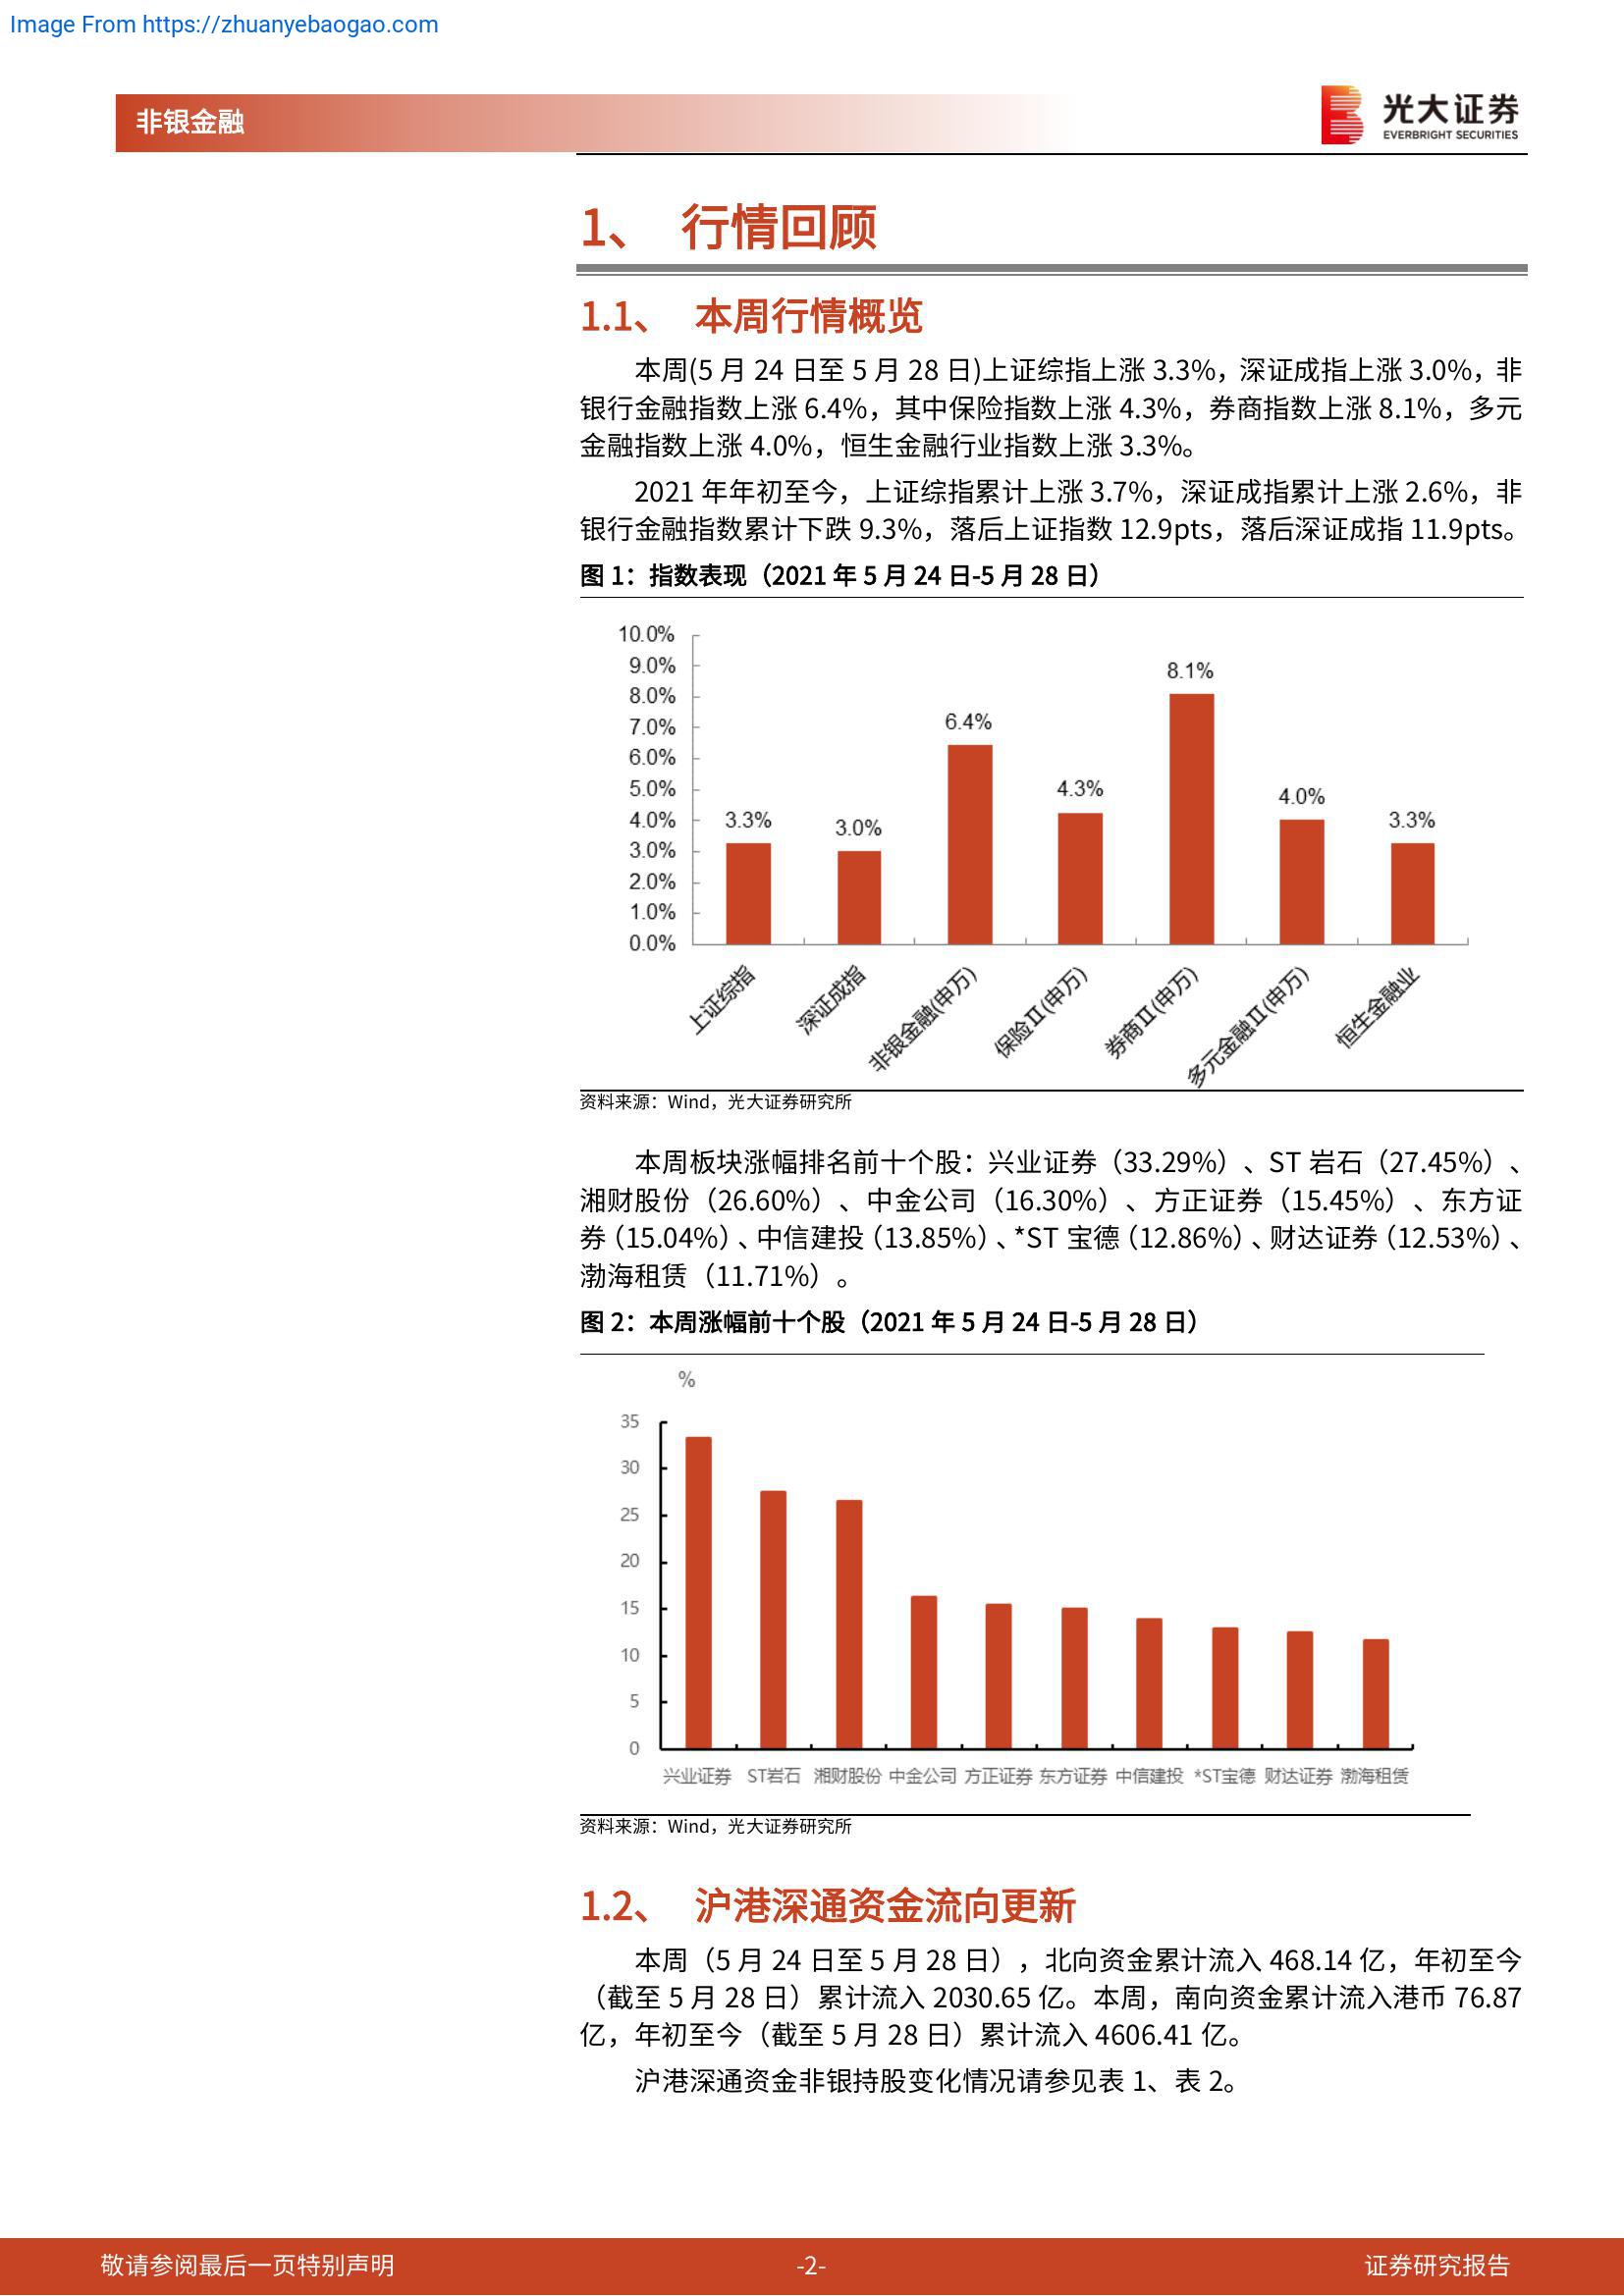 Image From https://zhuanyebaogao.com
非银金融
光大证券
EVERBRIGHT SECURITIES
1、 行情回顾
1.1、 本周行情概览
本周(5 月 24 日至 5 月 28 日)上证综指上涨 3.3%，深证成指上涨 3.0%，非
银行金融指数上涨 6.4%，其中保险指数上涨 4.3%，券商指数上涨 8.1%，多元
金融指数上涨 4.0%，恒生金融行业指数上涨 3.3%。
2021 年年初至今，上证综指累计上涨 3.7%，深证成指累计上涨 2.6%，非
银行金融指数累计下跌 9.3%，落后上证指数 12.9pts，落后深证成指 11.9pts。
图 1：指数表现（2021 年 5 月 24 日-5 月 28 日）
10.0%
9.0%
8.0%
7.0%
6.0%
5.0%
4.0%
3.0%
2.0%
1.0%
0.0%
3.3%
3.0%
6.4%
4.3%
8.1%
4.0%
3.3%
上证综指
深证成指
非银金融(申万)
保险Ⅱ(申万)
券商Ⅱ(申万)
多元金融Ⅱ(申万)
恒生金融业
资料来源：Wind，光大证券研究所
本周板块涨幅排名前十个股：兴业证券（33.29%）、ST 岩石（27.45%）、
湘财股份（26.60%）、中金公司（16.30%）、方正证券（15.45%）、东方证
券（15.04%）、中信建投（13.85%）、*ST 宝德（12.86%）、财达证券（12.53%）、
渤海租赁（11.71%）。
图 2：本周涨幅前十个股（2021 年 5 月 24 日-5 月 28 日）
%
35
30
25
20
15
10
5
0
兴业证券 ST岩石 湘财股份 中金公司 方正证券 东方证券 中信建投 *ST宝德 财达证券 渤海租赁
资料来源：Wind，光大证券研究所
1.2、 沪港深通资金流向更新
本周（5 月 24 日至 5 月 28 日），北向资金累计流入 468.14 亿，年初至今
（截至 5 月 28 日）累计流入 2030.65 亿。本周，南向资金累计流入港币 76.87
亿，年初至今（截至 5 月 28 日）累计流入 4606.41 亿。
沪港深通资金非银持股变化情况请参见表 1、表 2。
敬请参阅最后一页特别声明
-2-
证券研究报告